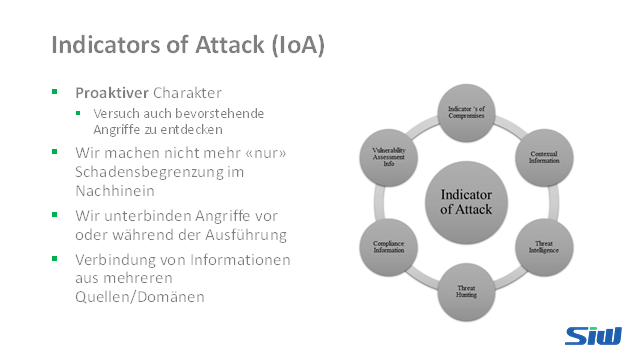 Indicators of Attack (IoA)
Proaktiver Charakter
Versuch auch bevorstehende
Angriffe zu entdecken
Wir machen nicht mehr «nur»
Schadensbegrenzung im
Nachhinein
Wir unterbinden Angriffe vor
oder während der Ausführung
Verbindung von Informationen
aus mehreren
Quellen/Domänen
Indicator 's of
Compromises
Contexual
Information
Threat
Intelligence
Threat
Hunting
Compliance
Information
Vulnerability
Assessment
Info
Indicator
of Attack
SiW